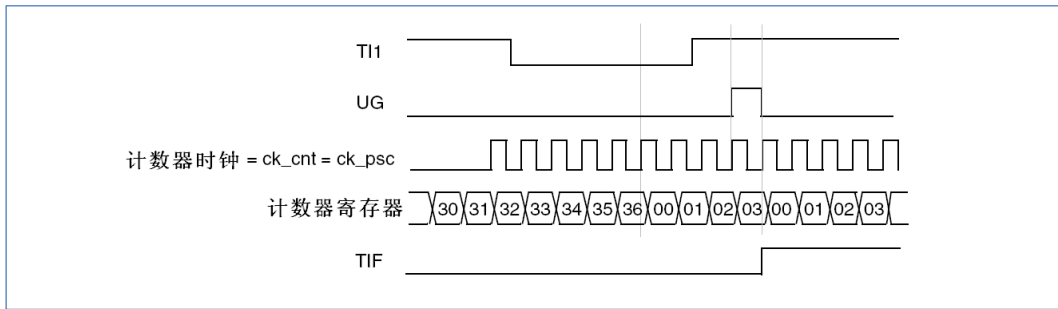 TI1
UG
计数器时钟 = ck_cnt = ck_psc
计数器寄存器 30 31 32 33 34 35 36 00 01 02 03 00 01 02 03
TIF